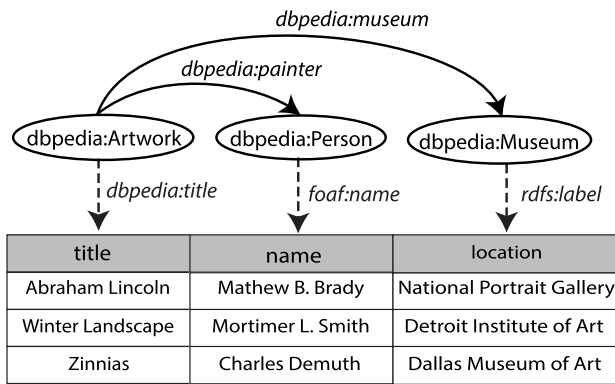 dbpedia:museum
dbpedia:painter
dbpedia:Artwork dbpedia:Person dbpedia:Museum
dbpedia:title foaf:name rdfs:label
title name location
Abraham Lincoln Mathew B. Brady National Portrait Gallery
Winter Landscape Mortimer L. Smith Detroit Institute of Art
Zinnias Charles Demuth Dallas Museum of Art